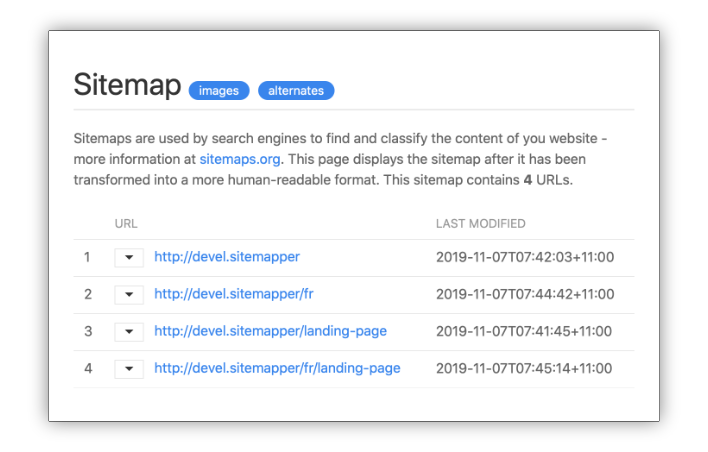 Sitemap images alternates
Sitemaps are used by search engines to find and classify the content of you website -
more information at sitemaps.org. This page displays the sitemap after it has been
transformed into a more human-readable format. This sitemap contains 4 URLs.
URL LAST MODIFIED
1 http://devel.sitemapper 2019-11-07T07:42:03+11:00
2 http://devel.sitemapper/fr 2019-11-07T07:44:42+11:00
3 http://devel.sitemapper/landing-page 2019-11-07T07:41:45+11:00
4 http://devel.sitemapper/fr/landing-page 2019-11-07T07:45:14+11:00